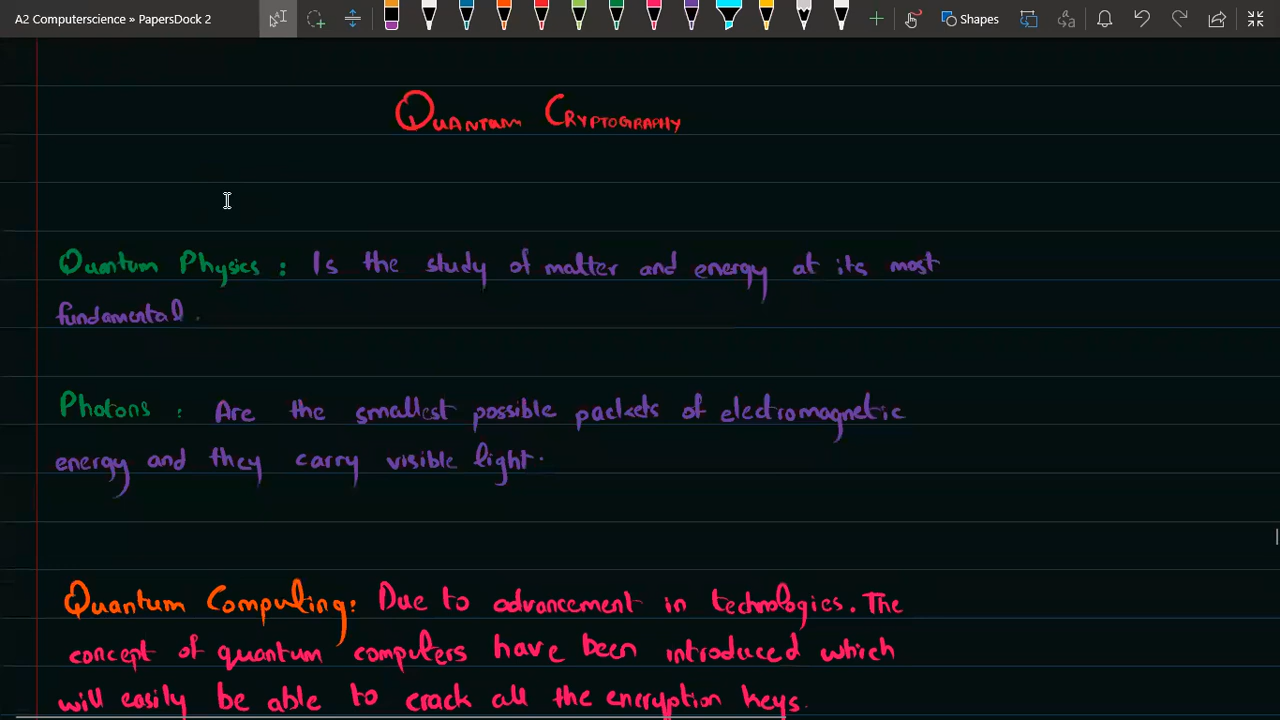 A2 Computerscience » PapersDock 2
Shapes
QUANTUM CRYPTOGRAPHY
Quantum Physics : Is the study of matter and energy at its most
fundamental.
Photons : Are the smallest possible packets of electromagnetic
energy and they carry visible light.
Quantum Computing: Due to advancement in technologies. The
concept of quantum computers have been introduced which
will easily be able to crack all the encryption keys.